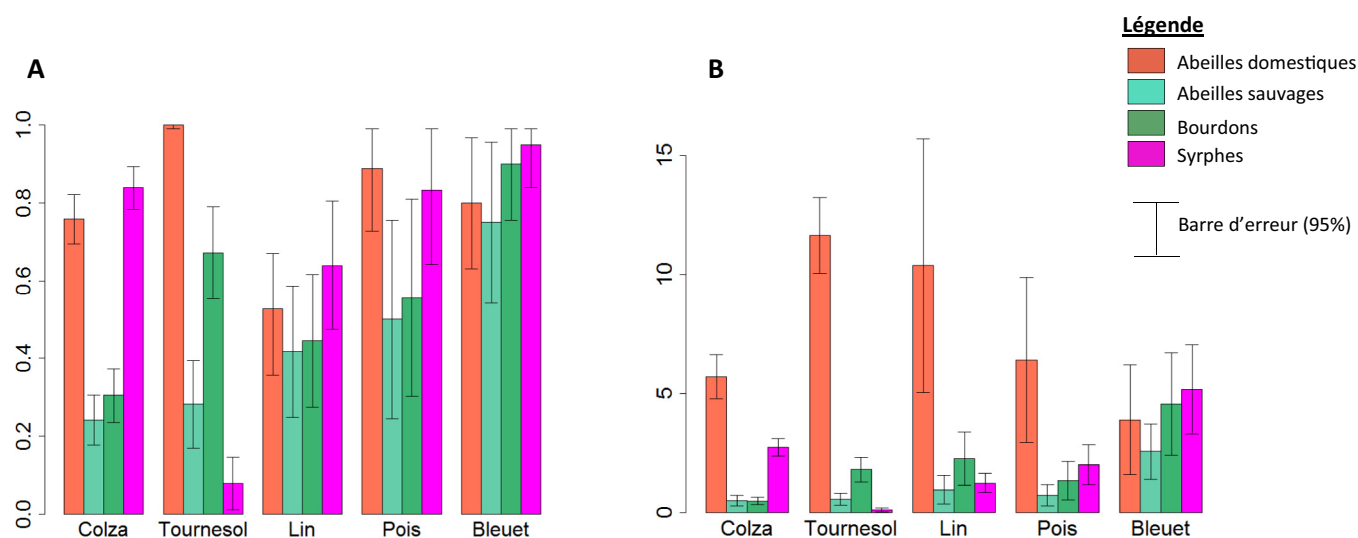 Légende
Abeilles domestiques
Abeilles sauvages
Bourdons
Syrphes
Barre d'erreur (95%)
A
1.0
0.8
0.6
0.4
0.2
0.0
Colza Tournesol Lin Pois Bleuet
B
15
10
5
0
Colza Tournesol Lin Pois Bleuet